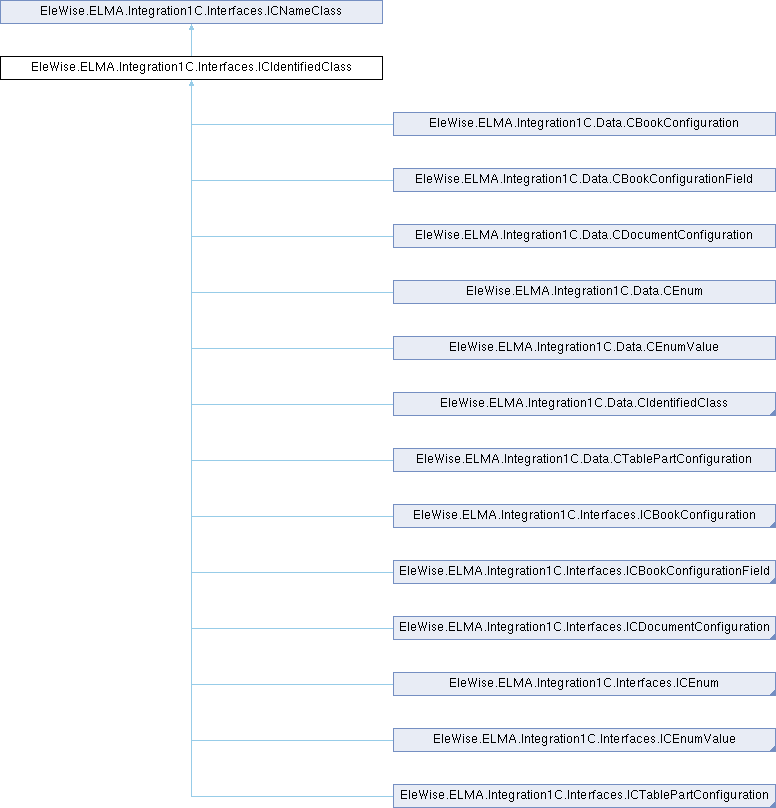 EleWise.ELMA.Integration1C.Interfaces.ICNameClass
EleWise.ELMA.Integration1C.Interfaces.ICIdentifiedClass
EleWise.ELMA.Integration1C.Data.CBookConfiguration
EleWise.ELMA.Integration1C.Data.CBookConfigurationField
EleWise.ELMA.Integration1C.Data.CDocumentConfiguration
EleWise.ELMA.Integration1C.Data.CEnum
EleWise.ELMA.Integration1C.Data.CEnumValue
EleWise.ELMA.Integration1C.Data.CIdentifiedClass
EleWise.ELMA.Integration1C.Data.CTablePartConfiguration
EleWise.ELMA.Integration1C.Interfaces.ICBookConfiguration
EleWise.ELMA.Integration1C.Interfaces.ICBookConfigurationField
EleWise.ELMA.Integration1C.Interfaces.ICDocumentConfiguration
EleWise.ELMA.Integration1C.Interfaces.ICEnum
EleWise.ELMA.Integration1C.Interfaces.ICEnumValue
EleWise.ELMA.Integration1C.Interfaces.ICTablePartConfiguration